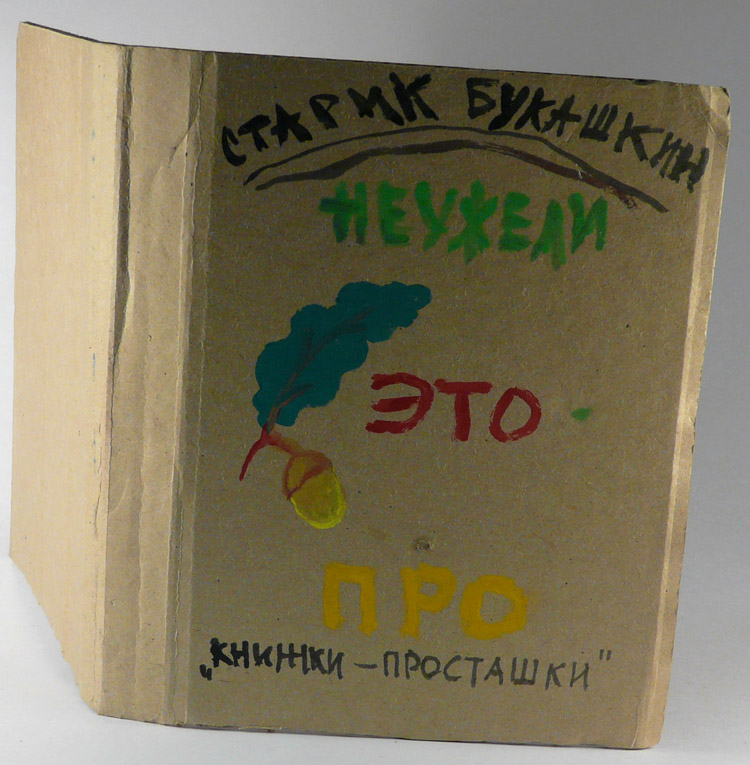 СТАРИК БУКАШКИН
НЕУЖЕЛИ
ЭТО
ПРО
„КНИЖКИ – ПРОСТАШКИ"